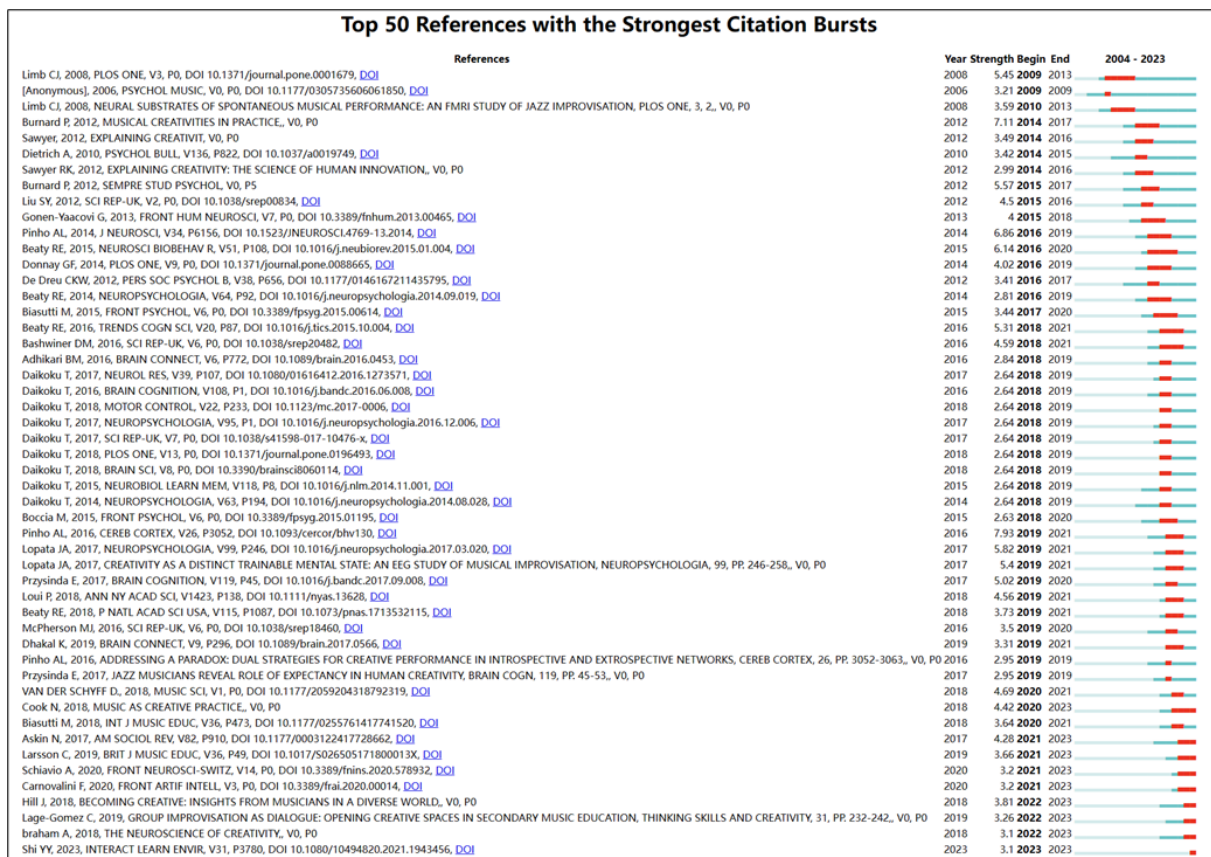 Top 50 References with the Strongest Citation Bursts
References Year Strength Begin End 2004 - 2023
Limb CJ, 2008, PLOS ONE, V3, P0, DOI 10.1371/journal.pone.0001679, DOI 2008 5.45 2009 2013
[Anonymous], 2006, PSYCHOL MUSIC, V0, P0, DOI 10.1177/0305735606061850, DOI 2006 3.21 2009 2009
Limb CJ, 2008, NEURAL SUBSTRATES OF SPONTANEOUS MUSICAL PERFORMANCE: AN FMRI STUDY OF JAZZ IMPROVISATION, PLOS ONE, 3, 2,, V0, P0 2008 3.59 2010 2013
Burnard P, 2012, MUSICAL CREATIVITIES IN PRACTICE,, V0, P0 2012 7.11 2014 2017
Sawyer, 2012, EXPLAINING CREATIVIT, V0, P0 2012 3.49 2014 2016
Dietrich A, 2010, PSYCHOL BULL, V136, P822, DOI 10.1037/a0019749, DOI 2010 3.42 2014 2015
Sawyer RK, 2012, EXPLAINING CREATIVITY: THE SCIENCE OF HUMAN INNOVATION,, V0, P0 2012 2.99 2014 2016
Burnard P, 2012, SEMPRE STUD PSYCHOL, V0, P5 2012 5.57 2015 2017
Liu SY, 2012, SCI REP-UK, V2, P0, DOI 10.1038/srep00834, DOI 2012 4.5 2015 2016
Gonen-Yaacovi G, 2013, FRONT HUM NEUROSCI, V7, P0, DOI 10.3389/fnhum.2013.00465, DOI 2013 4 2015 2018
Pinho AL, 2014, J NEUROSCI, V34, P6156, DOI 10.1523/JNEUROSCI.4769-13.2014, DOI 2014 6.86 2016 2019
Beaty RE, 2015, NEUROSCI BIOBEHAV R, V51, P108, DOI 10.1016/j.neubiorev.2015.01.004, DOI 2015 6.14 2016 2020
Donnay GF, 2014, PLOS ONE, V9, P0, DOI 10.1371/journal.pone.0088665, DOI 2014 4.02 2016 2019
De Dreu CKW, 2012, PERS SOC PSYCHOL B, V38, P656, DOI 10.1177/0146167211435795, DOI 2012 3.41 2016 2017
Beaty RE, 2014, NEUROPSYCHOLOGIA, V64, P92, DOI 10.1016/j.neuropsychologia.2014.09.019, DOI 2014 2.81 2016 2019
Biasutti M, 2015, FRONT PSYCHOL, V6, P0, DOI 10.3389/fpsyg.2015.00614, DOI 2015 3.44 2017 2020
Beaty RE, 2016, TRENDS COGN SCI, V20, P87, DOI 10.1016/j.tics.2015.10.004, DOI 2016 5.31 2018 2021
Bashwiner DM, 2016, SCI REP-UK, V6, P0, DOI 10.1038/srep20482, DOI 2016 4.59 2018 2021
Adhikari BM, 2016, BRAIN CONNECT, V6, P772, DOI 10.1089/brain.2016.0453, DOI 2016 2.84 2018 2019
Daikoku T, 2017, NEUROL RES, V39, P107, DOI 10.1080/01616412.2016.1273571, DOI 2017 2.64 2018 2019
Daikoku T, 2016, BRAIN COGNITION, V108, P1, DOI 10.1016/j.bandc.2016.06.008, DOI 2016 2.64 2018 2019
Daikoku T, 2018, MOTOR CONTROL, V22, P233, DOI 10.1123/mc.2017-0006, DOI 2018 2.64 2018 2019
Daikoku T, 2017, NEUROPSYCHOLOGIA, V95, P1, DOI 10.1016/j.neuropsychologia.2016.12.006, DOI 2017 2.64 2018 2019
Daikoku T, 2017, SCI REP-UK, V7, P0, DOI 10.1038/s41598-017-10476-x, DOI 2017 2.64 2018 2019
Daikoku T, 2018, PLOS ONE, V13, P0, DOI 10.1371/journal.pone.0196493, DOI 2018 2.64 2018 2019
Daikoku T, 2018, BRAIN SCI, V8, P0, DOI 10.3390/brainsci8060114, DOI 2018 2.64 2018 2019
Daikoku T, 2015, NEUROBIOL LEARN MEM, V118, P8, DOI 10.1016/j.nlm.2014.11.001, DOI 2015 2.64 2018 2019
Daikoku T, 2014, NEUROPSYCHOLOGIA, V63, P194, DOI 10.1016/j.neuropsychologia.2014.08.028, DOI 2014 2.64 2018 2019
Boccia M, 2015, FRONT PSYCHOL, V6, P0, DOI 10.3389/fpsyg.2015.01195, DOI 2015 2.63 2018 2020
Pinho AL, 2016, CEREB CORTEX, V26, P3052, DOI 10.1093/cercor/bhv130, DOI 2016 7.93 2019 2021
Lopata JA, 2017, NEUROPSYCHOLOGIA, V99, P246, DOI 10.1016/j.neuropsychologia.2017.03.020, DOI 2017 5.82 2019 2021
Lopata JA, 2017, CREATIVITY AS A DISTINCT TRAINABLE MENTAL STATE: AN EEG STUDY OF MUSICAL IMPROVISATION, NEUROPSYCHOLOGIA, 99, PP. 246-258,, V0, P0 2017 5.4 2019 2021
Przysinda E, 2017, BRAIN COGNITION, V119, P45, DOI 10.1016/j.bandc.2017.09.008, DOI 2017 5.02 2019 2020
Loui P, 2018, ANN NY ACAD SCI, V1423, P138, DOI 10.1111/nyas.13628, DOI 2018 4.56 2019 2021
Beaty RE, 2018, P NATL ACAD SCI USA, V115, P1087, DOI 10.1073/pnas.1713532115, DOI 2018 3.73 2019 2021
McPherson MJ, 2016, SCI REP-UK, V6, P0, DOI 10.1038/srep18460, DOI 2016 3.5 2019 2020
Dhakal K, 2019, BRAIN CONNECT, V9, P296, DOI 10.1089/brain.2017.0566, DOI 2019 3.31 2019 2021
Pinho AL, 2016, ADDRESSING A PARADOX: DUAL STRATEGIES FOR CREATIVE PERFORMANCE IN INTROSPECTIVE AND EXTROSPECTIVE NETWORKS, CEREB CORTEX, 26, PP. 3052-3063,, V0, P0 2016 2.95 2019 2019
Przysinda E, 2017, JAZZ MUSICIANS REVEAL ROLE OF EXPECTANCY IN HUMAN CREATIVITY, BRAIN COGN, 119, PP. 45-53,, V0, P0 2017 2.95 2019 2019
VAN DER SCHYFF D., 2018, MUSIC SCI, V1, P0, DOI 10.1177/2059204318792319, DOI 2018 4.69 2020 2021
Cook N, 2018, MUSIC AS CREATIVE PRACTICE,, V0, P0 2018 4.42 2020 2023
Biasutti M, 2018, INT J MUSIC EDUC, V36, P473, DOI 10.1177/0255761417741520, DOI 2018 3.64 2020 2021
Askin N, 2017, AM SOCIOL REV, V82, P910, DOI 10.1177/0003122417728662, DOI 2017 4.28 2021 2023
Larsson C, 2019, BRIT J MUSIC EDUC, V36, P49, DOI 10.1017/S026505171800013X, DOI 2019 3.66 2021 2023
Schiavio A, 2020, FRONT NEUROSCI-SWITZ, V14, P0, DOI 10.3389/fnins.2020.578932, DOI 2020 3.2 2021 2023
Carnovalini F, 2020, FRONT ARTIF INTELL, V3, P0, DOI 10.3389/frai.2020.00014, DOI 2020 3.2 2021 2023
Hill J, 2018, BECOMING CREATIVE: INSIGHTS FROM MUSICIANS IN A DIVERSE WORLD,, V0, P0 2018 3.81 2022 2023
Lage-Gomez C, 2019, GROUP IMPROVISATION AS DIALOGUE: OPENING CREATIVE SPACES IN SECONDARY MUSIC EDUCATION, THINKING SKILLS AND CREATIVITY, 31, PP. 232-242,, V0, P0 2019 3.26 2022 2023
braham A, 2018, THE NEUROSCIENCE OF CREATIVITY,, V0, P0 2018 3.1 2022 2023
Shi YY, 2023, INTERACT LEARN ENVIR, V31, P3780, DOI 10.1080/10494820.2021.1943456, DOI 2023 3.1 2023 2023